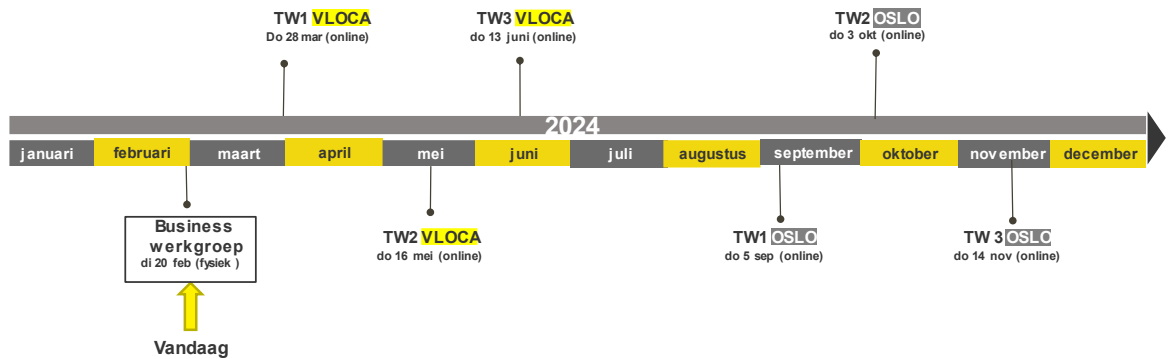 TW1 VLOCA
Do 28 mar (online)
TW3 VLOCA
do 13 juni (online)
TW2 OSLO
do 3 okt (online)
2024
januari februari maart april mei juni juli augustus september oktober november december
Business
werkgroep
di 20 feb (fysiek )
TW2 VLOCA
do 16 mei (online)
TW1 OSLO
do 5 sep (online)
TW 3 OSLO
do 14 nov (online)
Vandaag